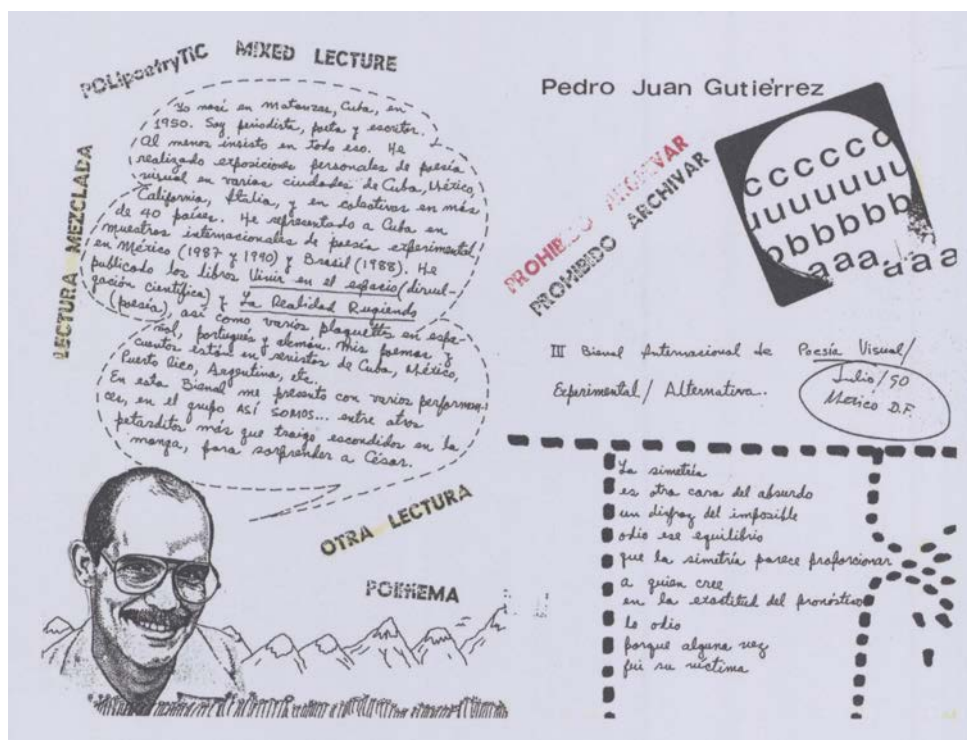 POLipoetryTiC MIXED LECTURE
LECTURA MEZCLADA
Yo nací en Matanzas, Cuba, en
1950. Soy periodista, poeta y escritor.
Al menos insisto en todo eso. He
realizado exposiciones personales de poesía
visual en varias ciudades de Cuba, México,
California, Italia, y en colectivas en más
de 40 países. He representado a Cuba en
muestras internacionales de poesía experimental,
en México (1987 y 1990) y Brasil (1988). He
publicado los libros Vivir en el espacio (divul-
gación científica) y La Realidad Rugiendo
(poesía), así como varios plaquettes en espa-
ñol, portugués y alemán. Mis poemas y
cuentos están en revistas de Cuba, México,
Puerto Rico, Argentina, etc.
En esta Bienal me presento con varios performan-
ces, en el grupo ASÍ SOMOS... entre otros
petarditos más que traigo escondidos en la
manga, para sorprender a César.
OTRA LECTURA
POEMA
Pedro Juan Gutiérrez
PROHIBIDO ARCHIVAR
PROHIBIDO ARCHIVAR
cccccc
uuuuuuu
bbbbbb
aaa aaa
III Bienal Internacional de Poesía Visual/
Experimental/ Alternativa.
Julio/90
México D.F.
La simetría
es otra cara del absurdo
un disfraz del imposible
odio ese equilibrio
que la simetría parece proporcionar
a quien cree
en la exactitud del pronóstico
lo odio
porque alguna vez
fui su víctima